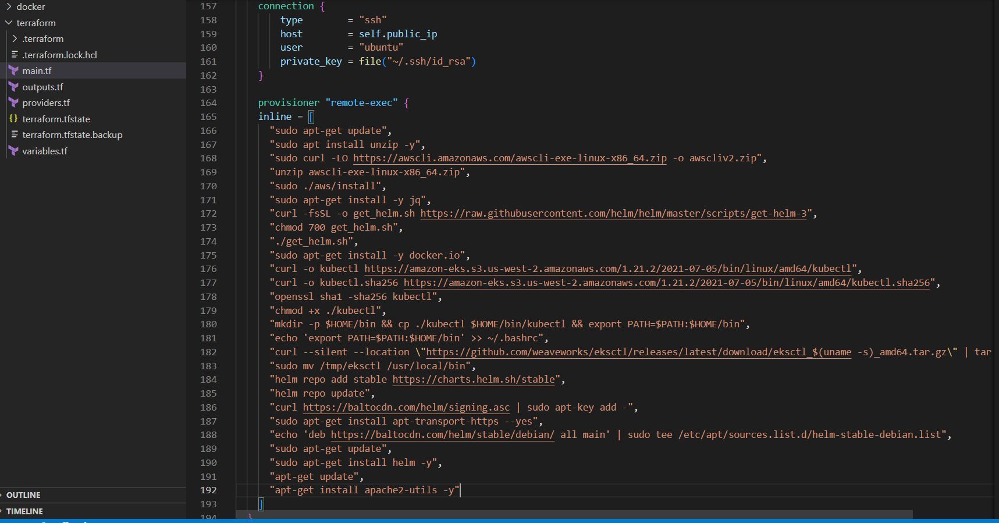 docker
terraform
.terraform
.terraform.lock.hcl
main.tf
outputs.tf
providers.tf
terraform.tfstate
terraform.tfstate.backup
variables.tf
OUTLINE
TIMELINE
157 connection {
158 type = "ssh"
159 host = self.public_ip
160 user = "ubuntu"
161 private_key = file("~/.ssh/id_rsa")
162 }
163
164 provisioner "remote-exec" {
165 inline = [
166 "sudo apt-get update",
167 "sudo apt install unzip -y",
168 "sudo curl -LO https://awscli.amazonaws.com/awscli-exe-linux-x86_64.zip -o awscliv2.zip",
169 "unzip awscli-exe-linux-x86_64.zip",
170 "sudo ./aws/install",
171 "sudo apt-get install -y jq",
172 "curl -fsSL -o get_helm.sh https://raw.githubusercontent.com/helm/helm/master/scripts/get-helm-3",
173 "chmod 700 get_helm.sh",
174 "./get_helm.sh",
175 "sudo apt-get install -y docker.io",
176 "curl -o kubectl https://amazon-eks.s3.us-west-2.amazonaws.com/1.21.2/2021-07-05/bin/linux/amd64/kubectl",
177 "curl -o kubectl.sha256 https://amazon-eks.s3.us-west-2.amazonaws.com/1.21.2/2021-07-05/bin/linux/amd64/kubectl.sha256",
178 "openssl sha1 -sha256 kubectl",
179 "chmod +x ./kubectl",
180 "mkdir -p $HOME/bin && cp ./kubectl $HOME/bin/kubectl && export PATH=$PATH:$HOME/bin",
181 "echo 'export PATH=$PATH:$HOME/bin' >> ~/.bashrc",
182 "curl --silent --location \"https://github.com/weaveworks/eksctl/releases/latest/download/eksctl_$(uname -s)_amd64.tar.gz\" | tar
183 "sudo mv /tmp/eksctl /usr/local/bin",
184 "helm repo add stable https://charts.helm.sh/stable",
185 "helm repo update",
186 "curl https://baltocdn.com/helm/signing.asc | sudo apt-key add -",
187 "sudo apt-get install apt-transport-https --yes",
188 "echo 'deb https://baltocdn.com/helm/stable/debian/ all main' | sudo tee /etc/apt/sources.list.d/helm-stable-debian.list",
189 "sudo apt-get update",
190 "sudo apt-get install helm -y",
191 "apt-get update",
192 "apt-get install apache2-utils -y"
193 ]
194 }